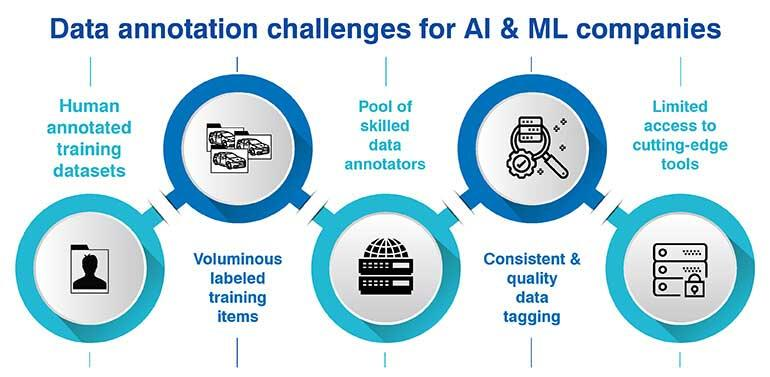 Data annotation challenges for AI & ML companies
Human
annotated
training
datasets
Voluminous
labeled
training
items
Pool of
skilled
data
annotators
Consistent &
quality
data
tagging
Limited
access to
cutting-edge
tools